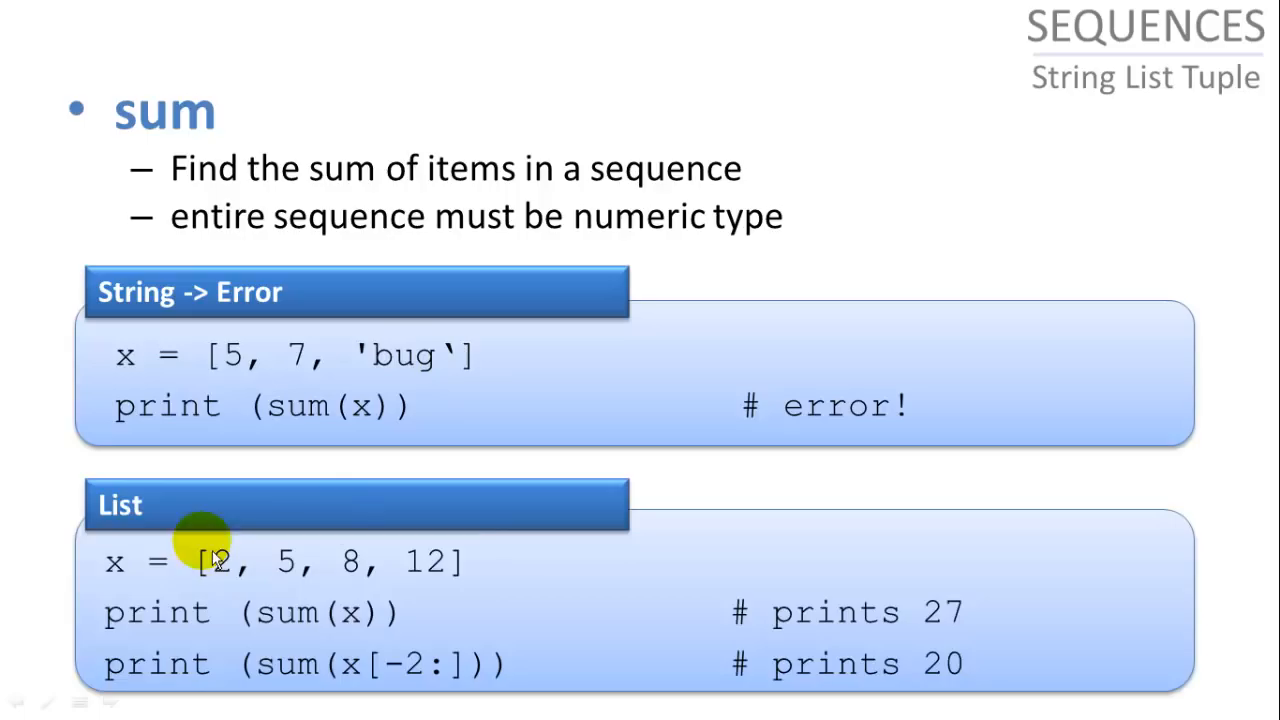 SEQUENCES
String List Tuple
• sum
– Find the sum of items in a sequence
– entire sequence must be numeric type
String -> Error
x = [5, 7, 'bug‘]
print (sum(x)) # error!
List
x = [2, 5, 8, 12]
print (sum(x)) # prints 27
print (sum(x[-2:])) # prints 20